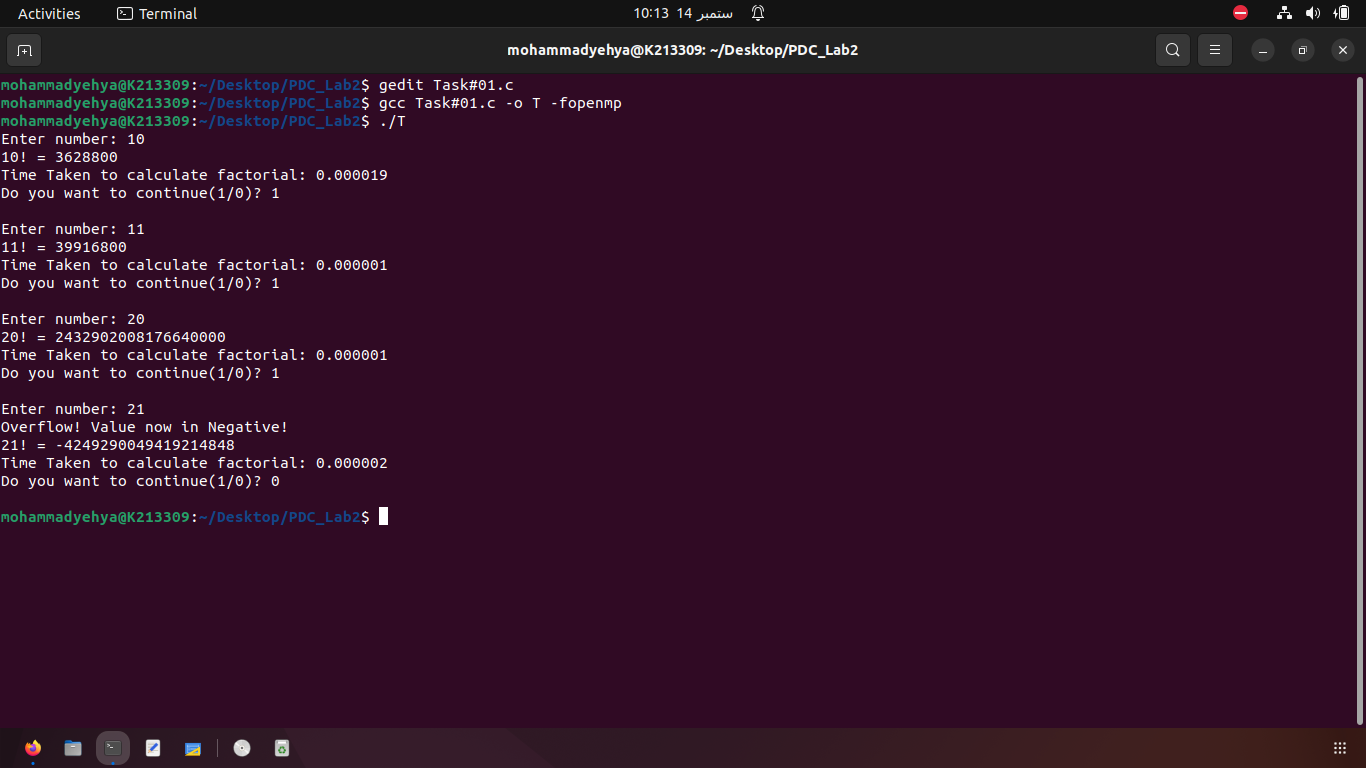 Activities
Terminal
10:13 14 ستمبر
mohammadyehya@K213309: ~/Desktop/PDC_Lab2
mohammadyehya@K213309:~/Desktop/PDC_Lab2$ gedit Task#01.c
mohammadyehya@K213309:~/Desktop/PDC_Lab2$ gcc Task#01.c -o T -fopenmp
mohammadyehya@K213309:~/Desktop/PDC_Lab2$ ./T
Enter number: 10
10! = 3628800
Time Taken to calculate factorial: 0.000019
Do you want to continue(1/0)? 1
Enter number: 11
11! = 39916800
Time Taken to calculate factorial: 0.000001
Do you want to continue(1/0)? 1
Enter number: 20
20! = 2432902008176640000
Time Taken to calculate factorial: 0.000001
Do you want to continue(1/0)? 1
Enter number: 21
Overflow! Value now in Negative!
21! = -4249290049419214848
Time Taken to calculate factorial: 0.000002
Do you want to continue(1/0)? 0
mohammadyehya@K213309:~/Desktop/PDC_Lab2$